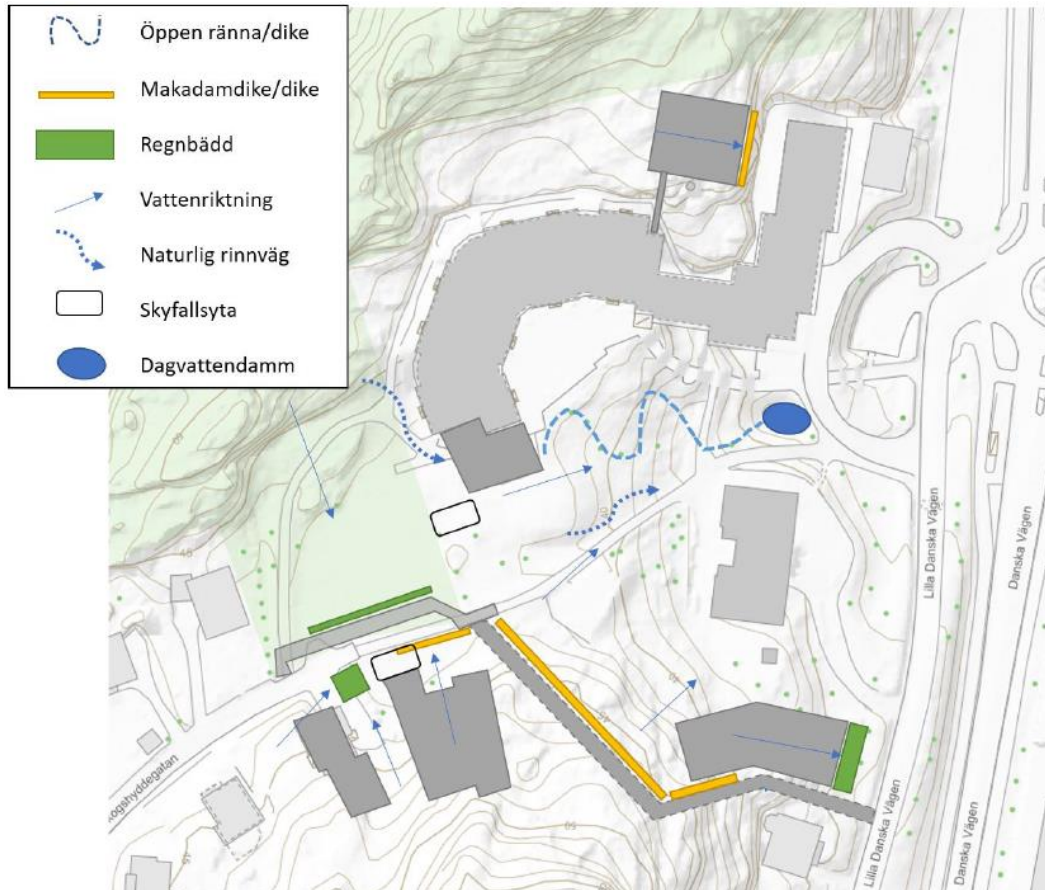 Öppen ränna/dike
Makadamdike/dike
Regnbädd
Vattenriktning
Naturlig rinnväg
Skyfallsyta
Dagvattendamm
Lilla Danska Vägen
Danska Vägen
Lilla Danska Vägen
Danska Vägen
ogshyddegatan